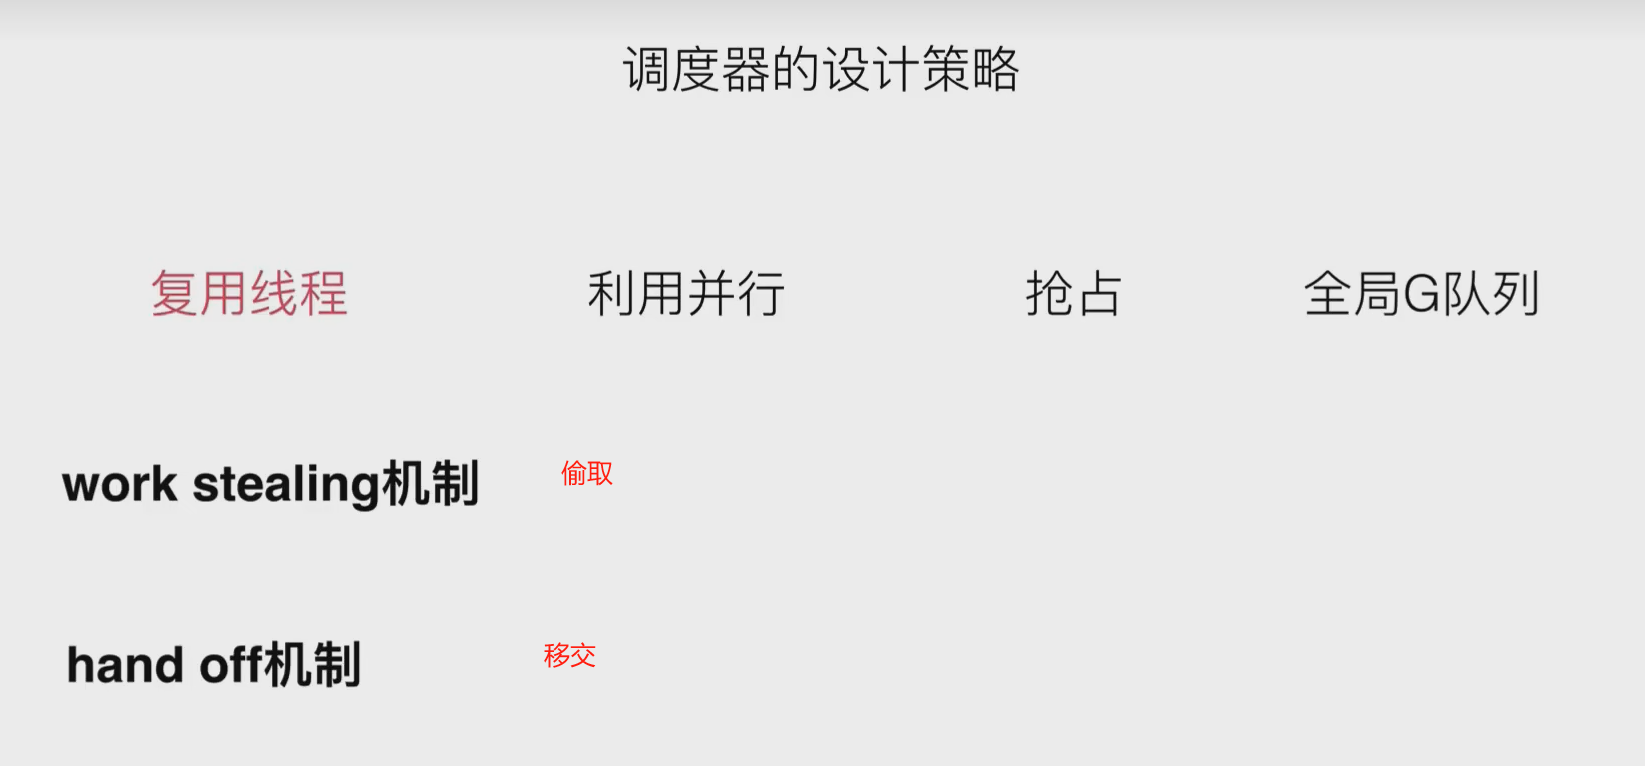 调度器的设计策略
复用线程 利用并行 抢占 全局G队列
work stealing机制 偷取
hand off机制 移交